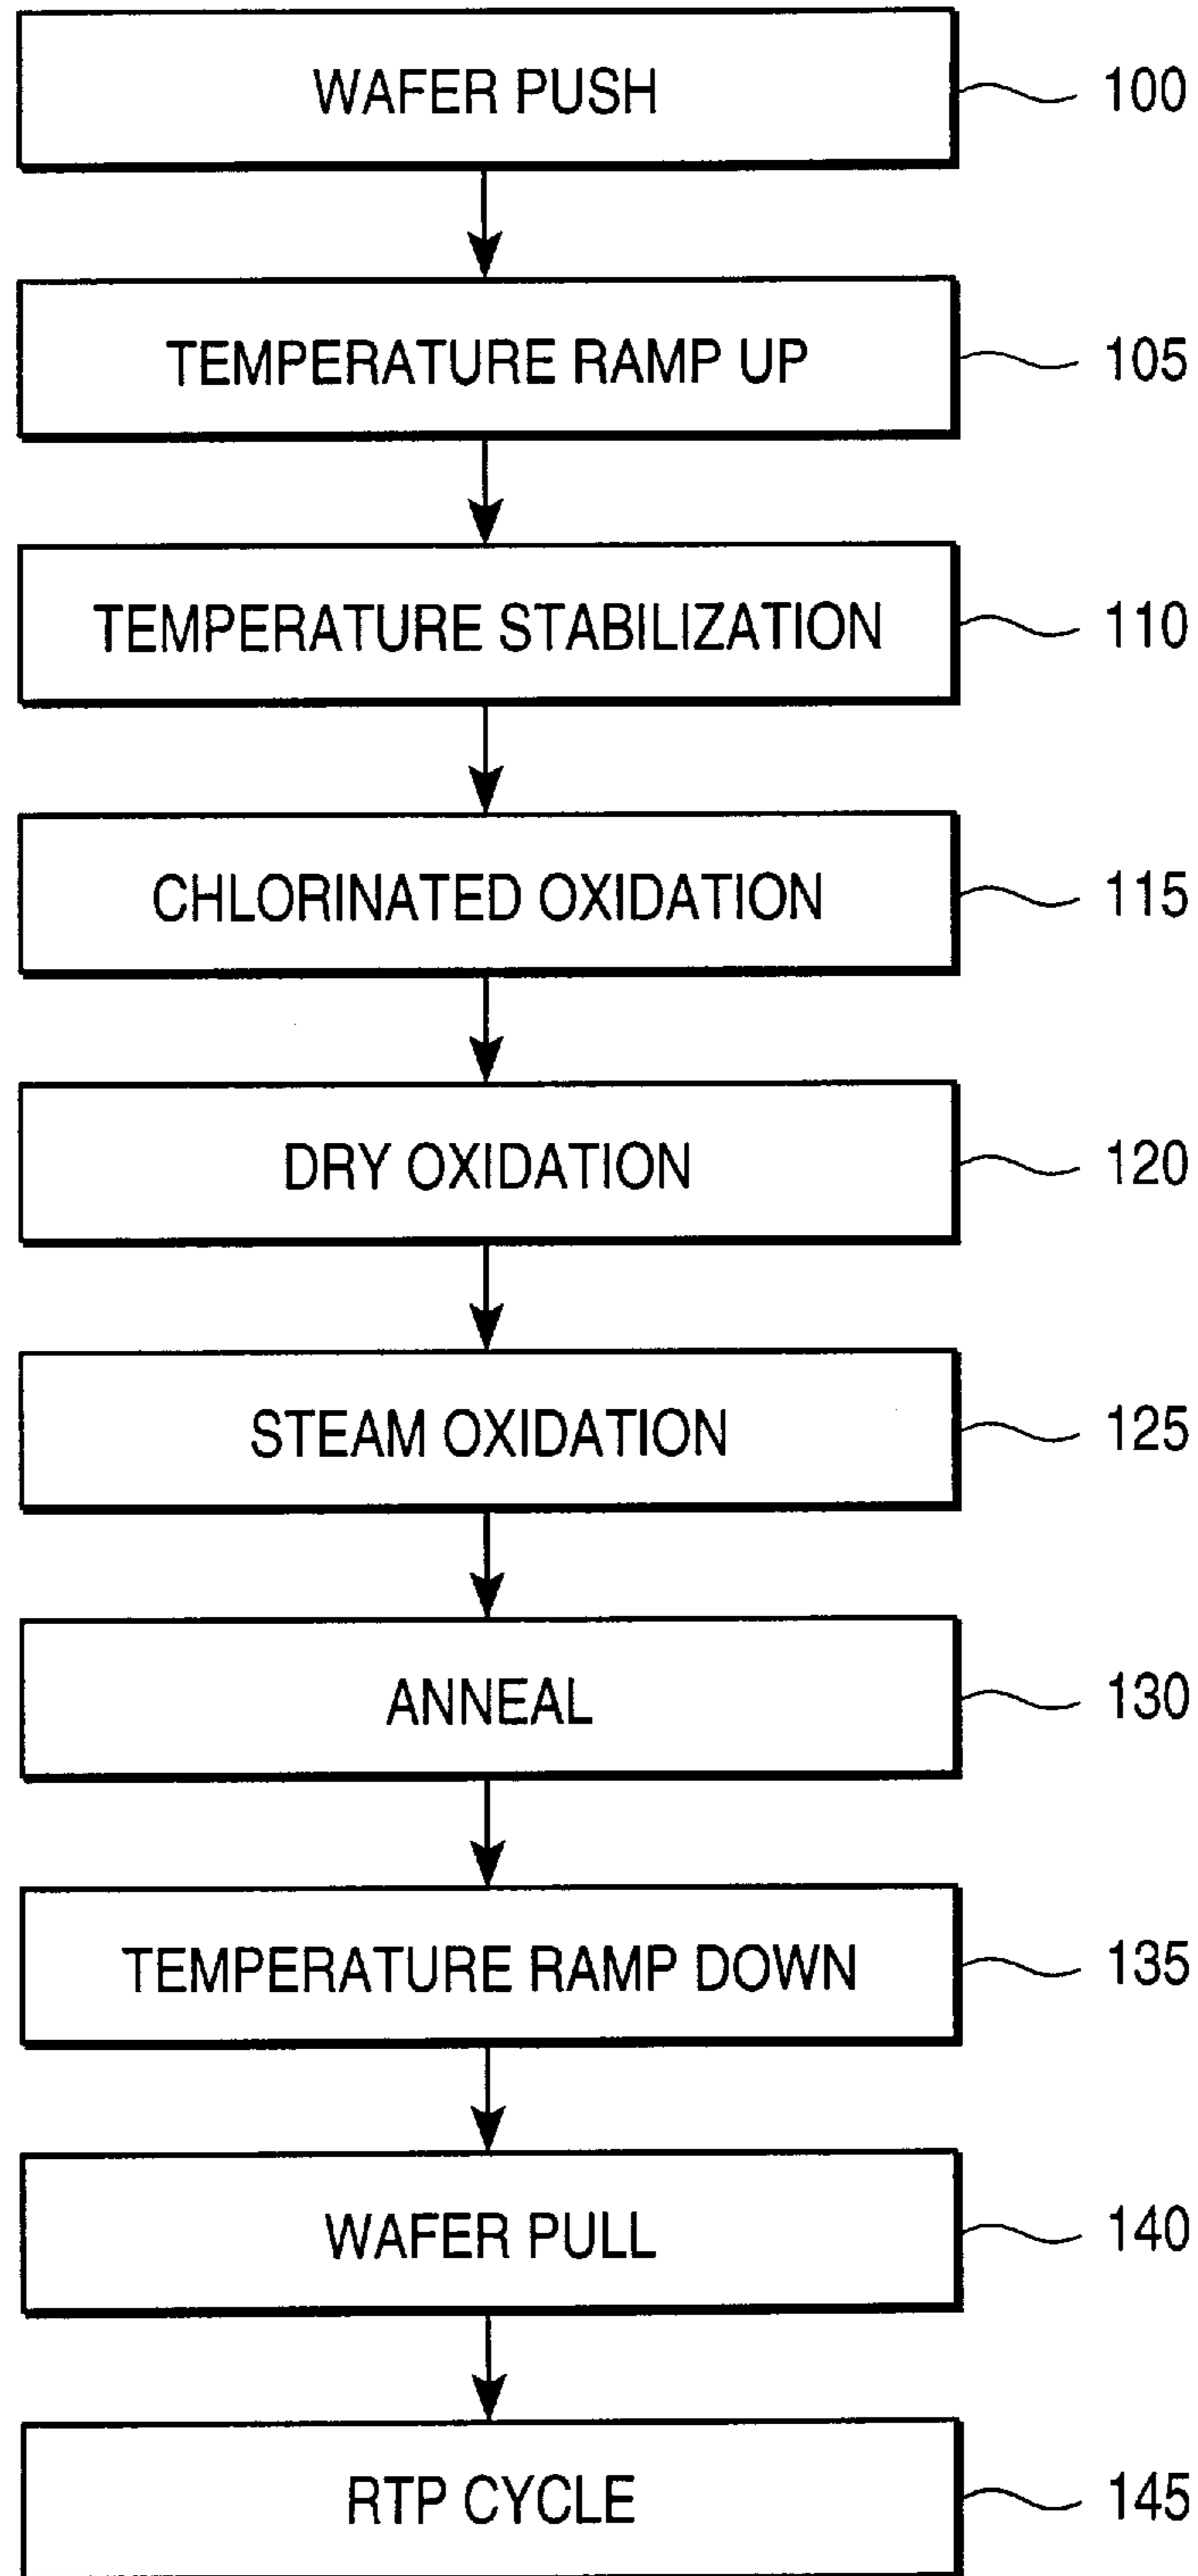 WAFER PUSH 100
TEMPERATURE RAMP UP 105
TEMPERATURE STABILIZATION 110
CHLORINATED OXIDATION 115
DRY OXIDATION 120
STEAM OXIDATION 125
ANNEAL 130
TEMPERATURE RAMP DOWN 135
WAFER PULL 140
RTP CYCLE 145